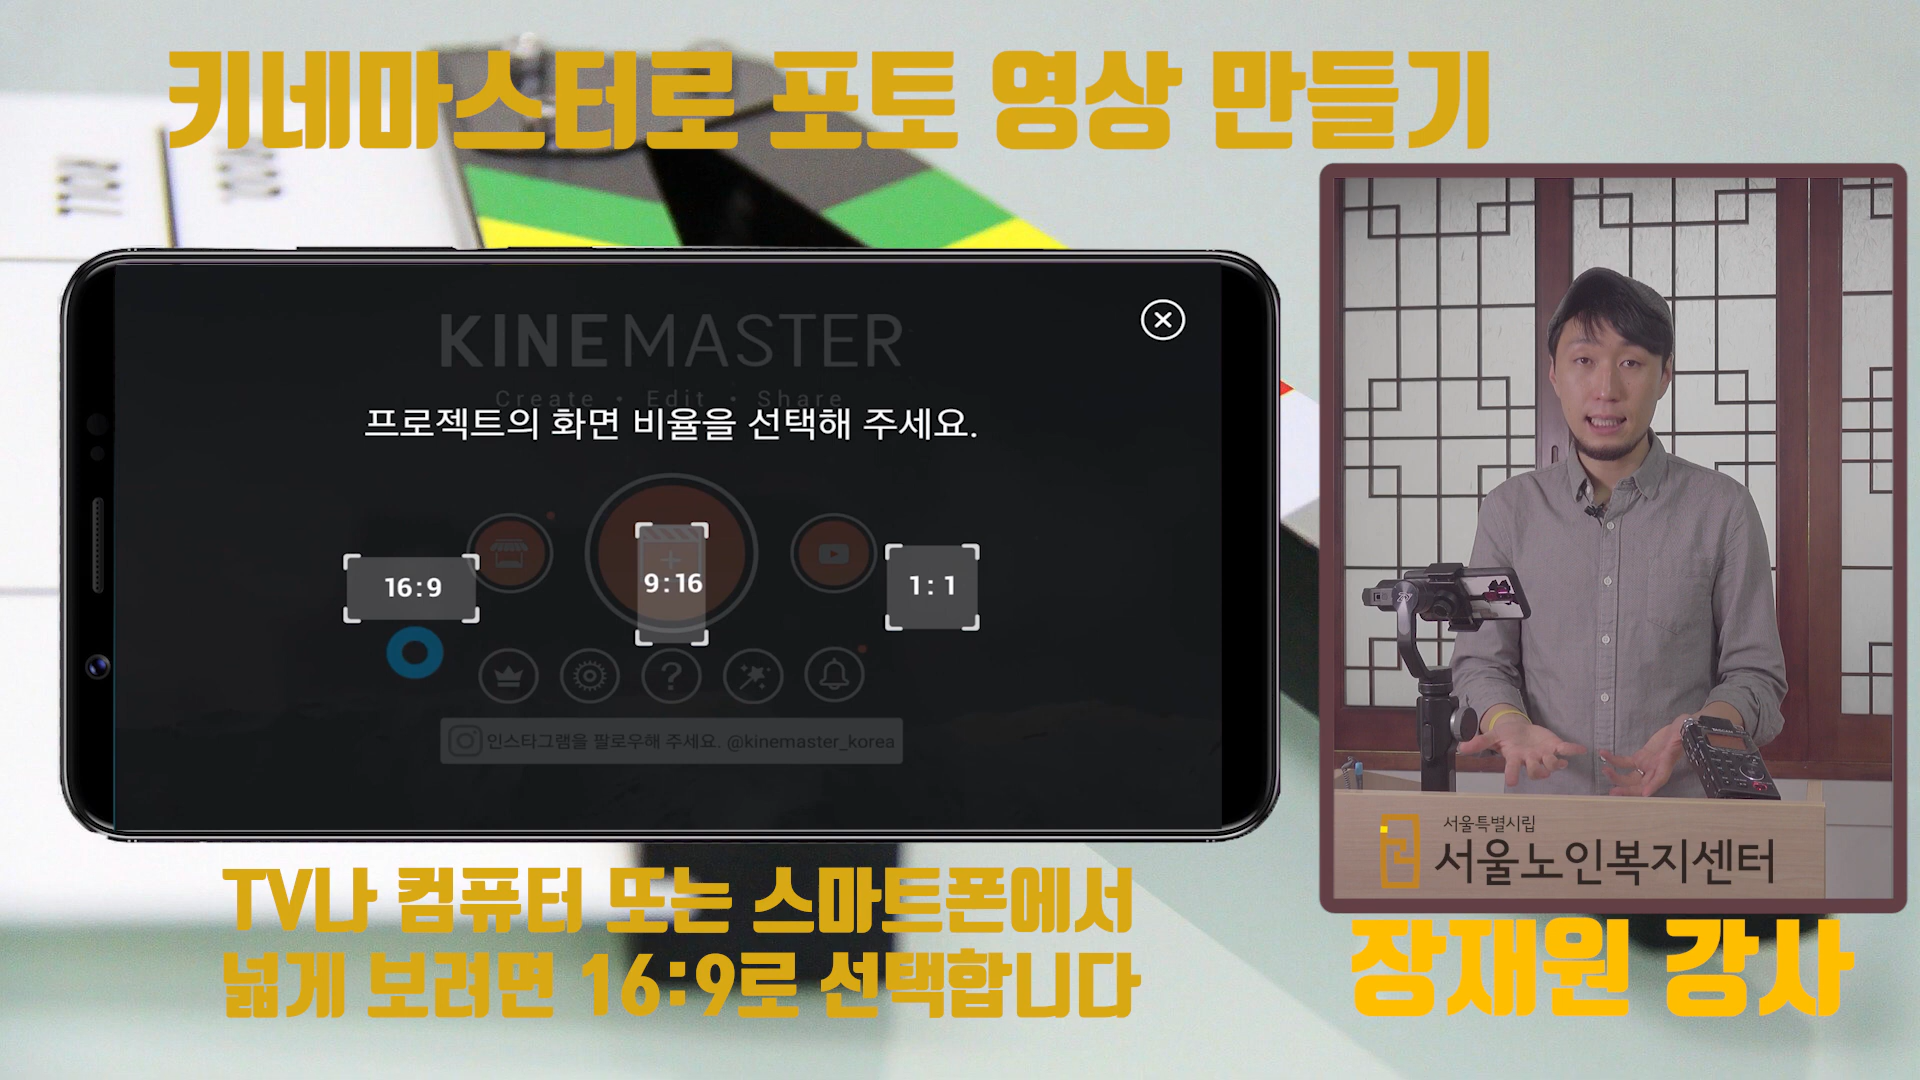 키네마스터로 포토 영상 만들기
KINEMASTER
Create • Edit • Share
프로젝트의 화면 비율을 선택해 주세요.
16:9
9:16
1:1
?
인스타그램을 팔로우해 주세요. @kinemaster_korea
서울특별시립
서울노인복지센터
TV나 컴퓨터 또는 스마트폰에서
넓게 보려면 16:9로 선택합니다
장재원 강사